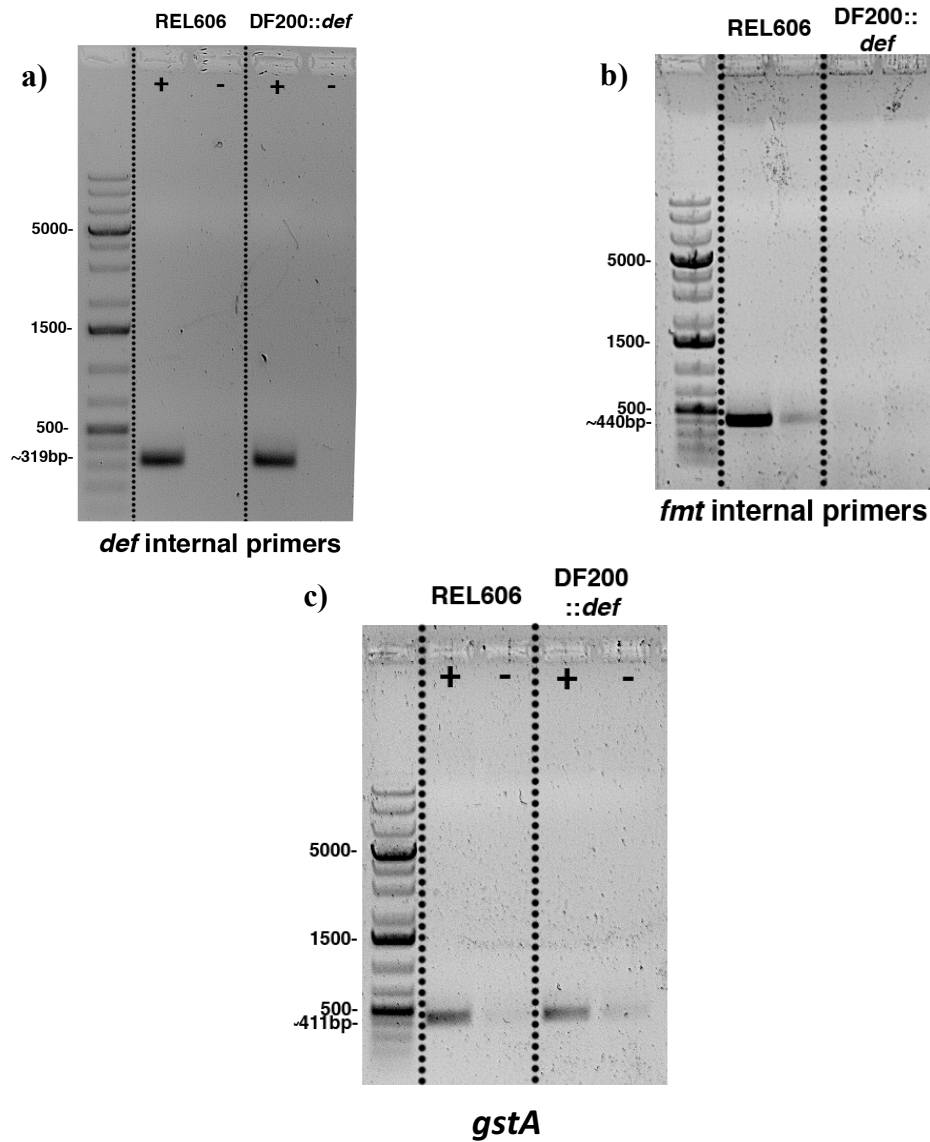 a)
REL606 DF200::def
+ - + -
5000-
1500-
500-
~319bp-
def internal primers
b)
REL606 DF200::
def
5000-
1500-
500-
~440bp-
fmt internal primers
c)
REL606 DF200
::def
+ - + -
5000-
1500-
500-
~411bp-
gstA